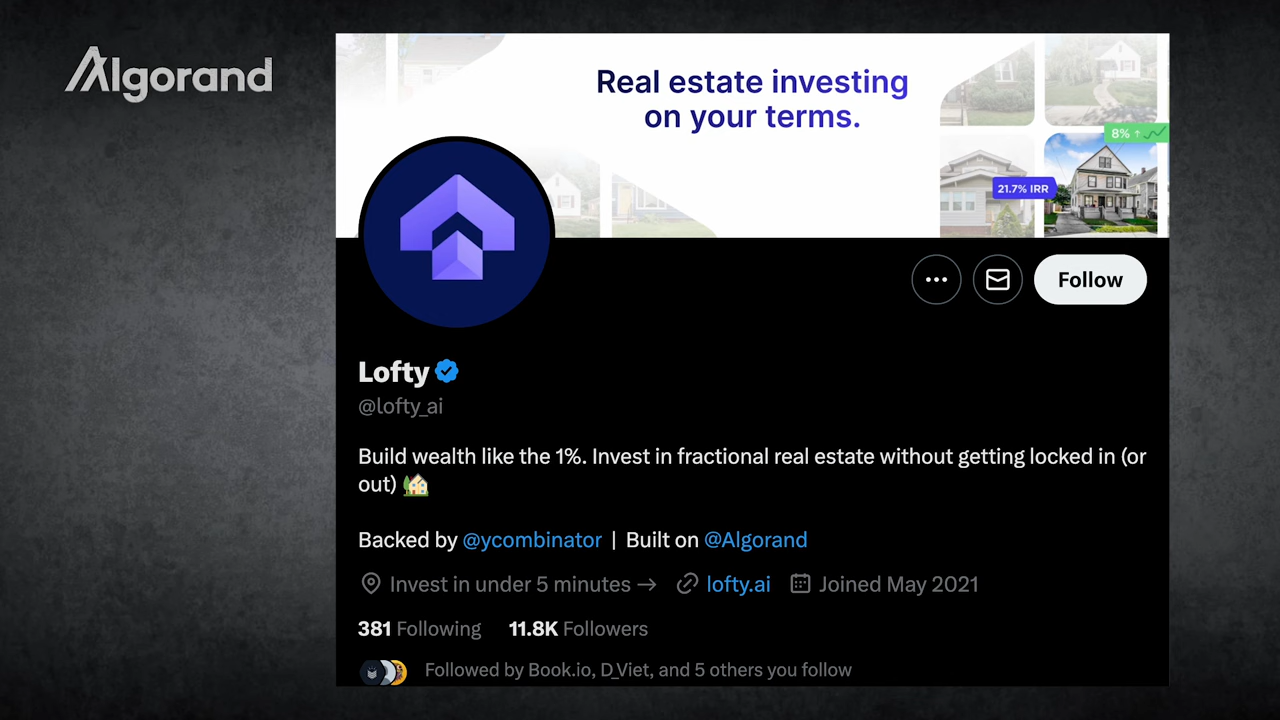 Algorand
Real estate investing
on your terms.
8% ↑
21.7% IRR
Follow
Lofty
@lofty_ai
Build wealth like the 1%. Invest in fractional real estate without getting locked in (or
out) 🏡
Backed by @ycombinator | Built on @Algorand
Invest in under 5 minutes → lofty.ai Joined May 2021
381 Following 11.8K Followers
Followed by Book.io, D_Viet, and 5 others you follow